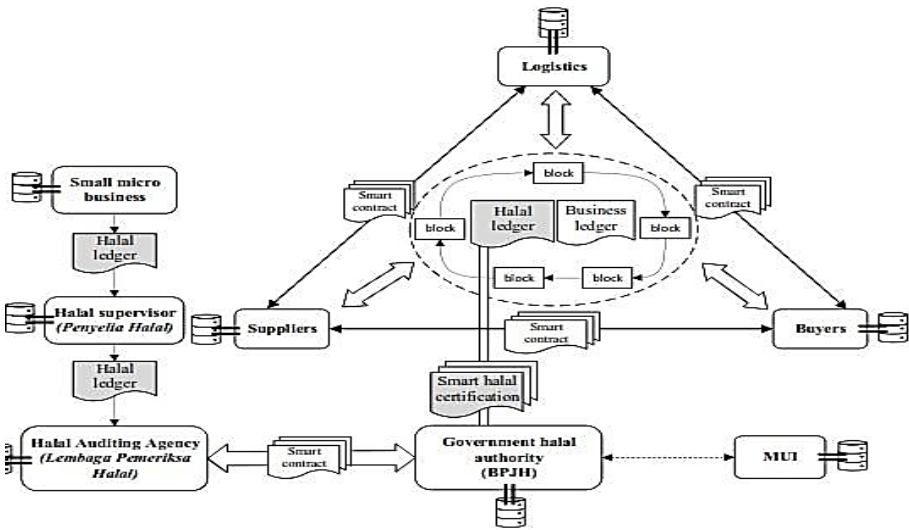 Logistics
Small micro
business
Smart
contract
Smart
contract
block
Halal
ledger
Business
ledger
block
block
block
block
Halal
ledger
Halal supervisor
(Penyelia Halal)
Suppliers
Smart
contract
Buyers
Halal
ledger
Smart halal
certification
Halal Auditing Agency
(Lembaga Pemeriksa
Halal)
Smart
contract
Government halal
authority
(BPJH)
MUI